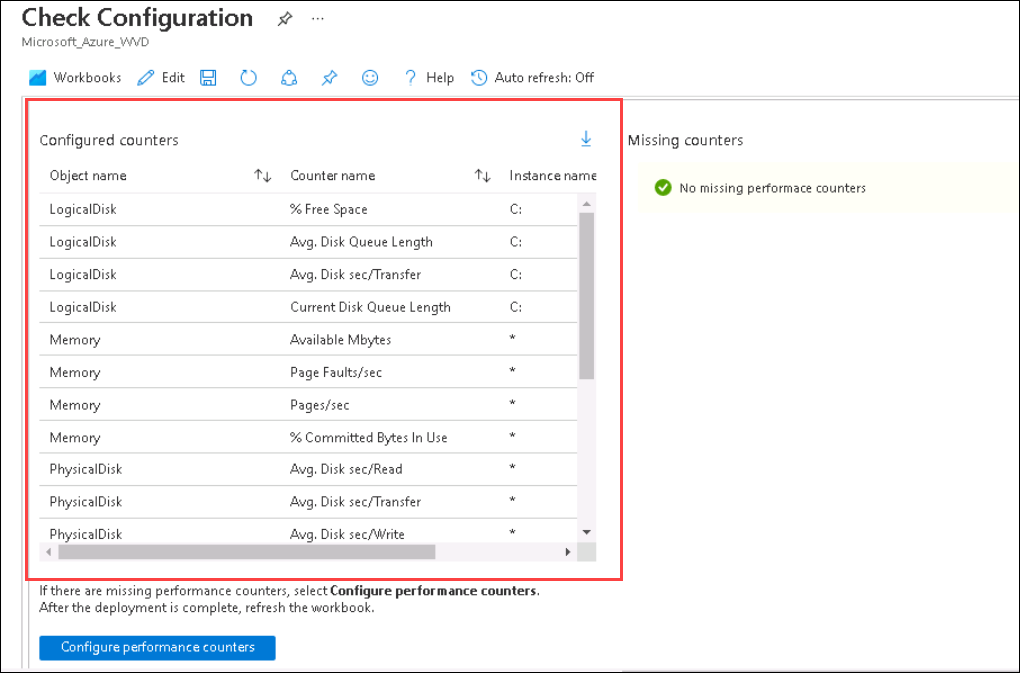 Check Configuration ...
Microsoft_Azure_WVD
Workbooks Edit ? Help Auto refresh: Off
Configured counters
Object name ↑↓ Counter name ↑↓ Instance name
LogicalDisk % Free Space C:
LogicalDisk Avg. Disk Queue Length C:
LogicalDisk Avg. Disk sec/Transfer C:
LogicalDisk Current Disk Queue Length C:
Memory Available Mbytes *
Memory Page Faults/sec *
Memory Pages/sec *
Memory % Committed Bytes In Use *
PhysicalDisk Avg. Disk sec/Read *
PhysicalDisk Avg. Disk sec/Transfer *
PhysicalDisk Avg. Disk sec/Write *
Missing counters
No missing performace counters
If there are missing performance counters, select Configure performance counters.
After the deployment is complete, refresh the workbook.
Configure performance counters